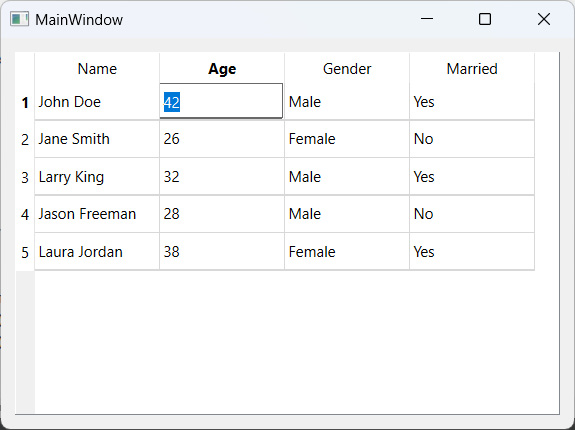 MainWindow
Name Age Gender Married
1 John Doe 42 Male Yes
2 Jane Smith 26 Female No
3 Larry King 32 Male Yes
4 Jason Freeman 28 Male No
5 Laura Jordan 38 Female Yes